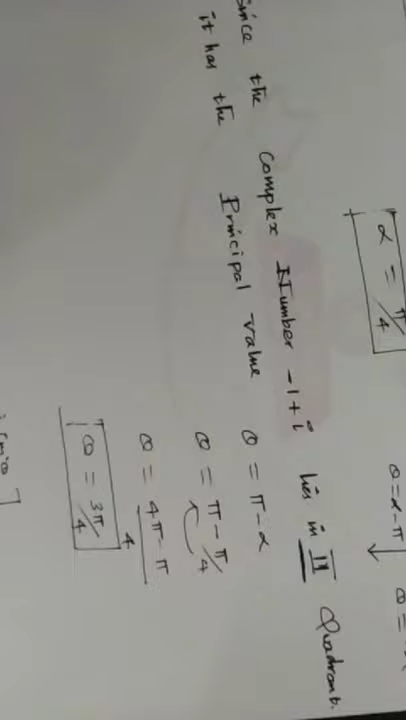 α = π/4
θ=α-π
θ =
Since the Complex Number -1+i lies in II Quadrant.
it has the Principal value θ = π-α
θ = π - π/4
θ = 4π-π/4
θ = 3π/4